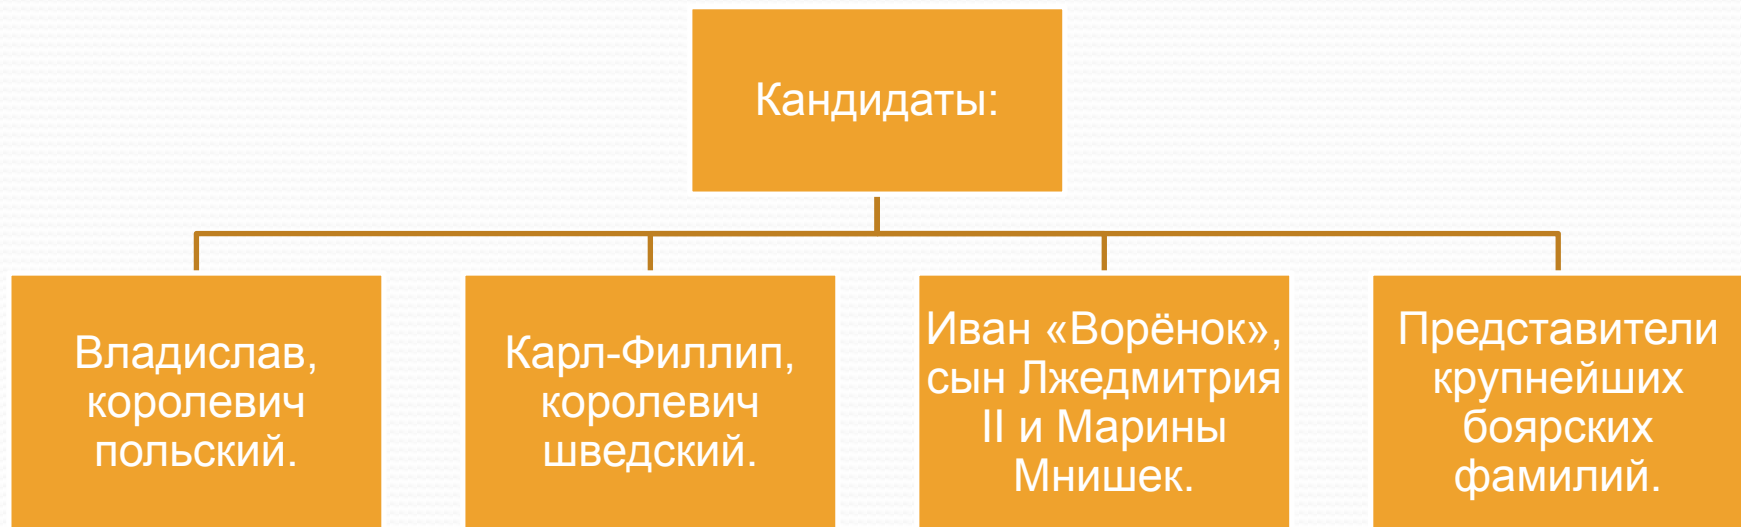 Кандидаты:
Владислав,
королевич
польский.
Карл-Филлип,
королевич
шведский.
Иван «Ворёнок»,
сын Лжедмитрия
II и Марины
Мнишек.
Представители
крупнейших
боярских
фамилий.